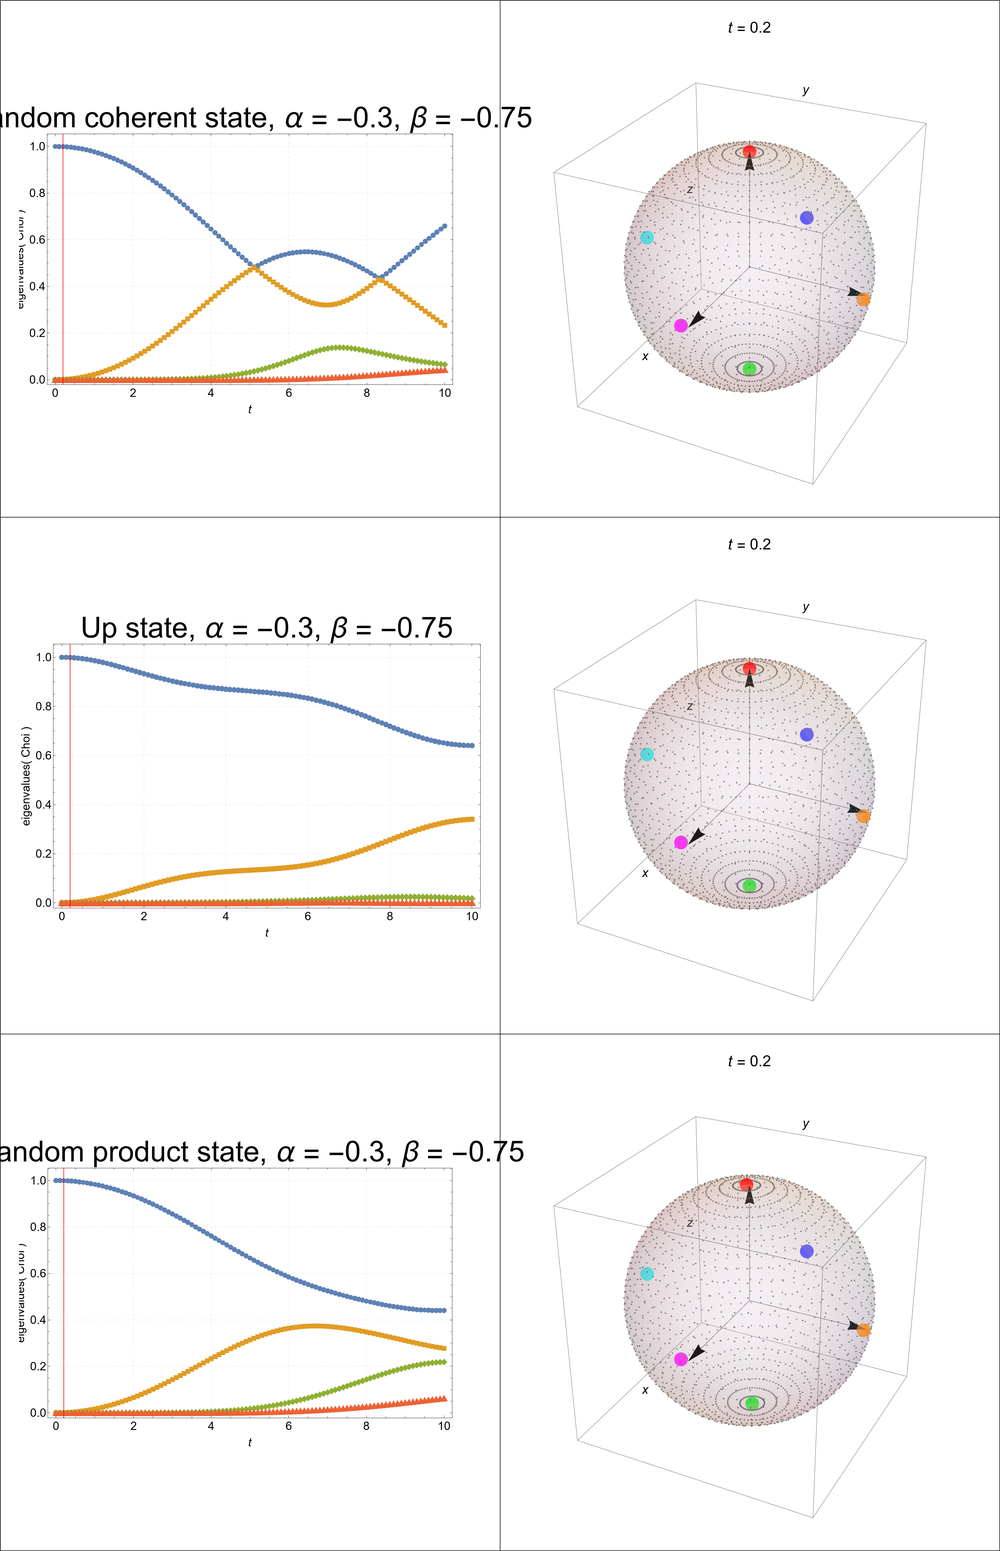 andom coherent state, α = −0.3, β = −0.75
1.0
0.8
0.6
0.4
0.2
0.0
eigenvalues( Choi )
0 2 4 6 8 10
t
t = 0.2
y
z
x
Up state, α = −0.3, β = −0.75
1.0
0.8
0.6
0.4
0.2
0.0
eigenvalues( Choi )
0 2 4 6 8 10
t
t = 0.2
y
z
x
andom product state, α = −0.3, β = −0.75
1.0
0.8
0.6
0.4
0.2
0.0
eigenvalues( Choi )
0 2 4 6 8 10
t
t = 0.2
y
z
x